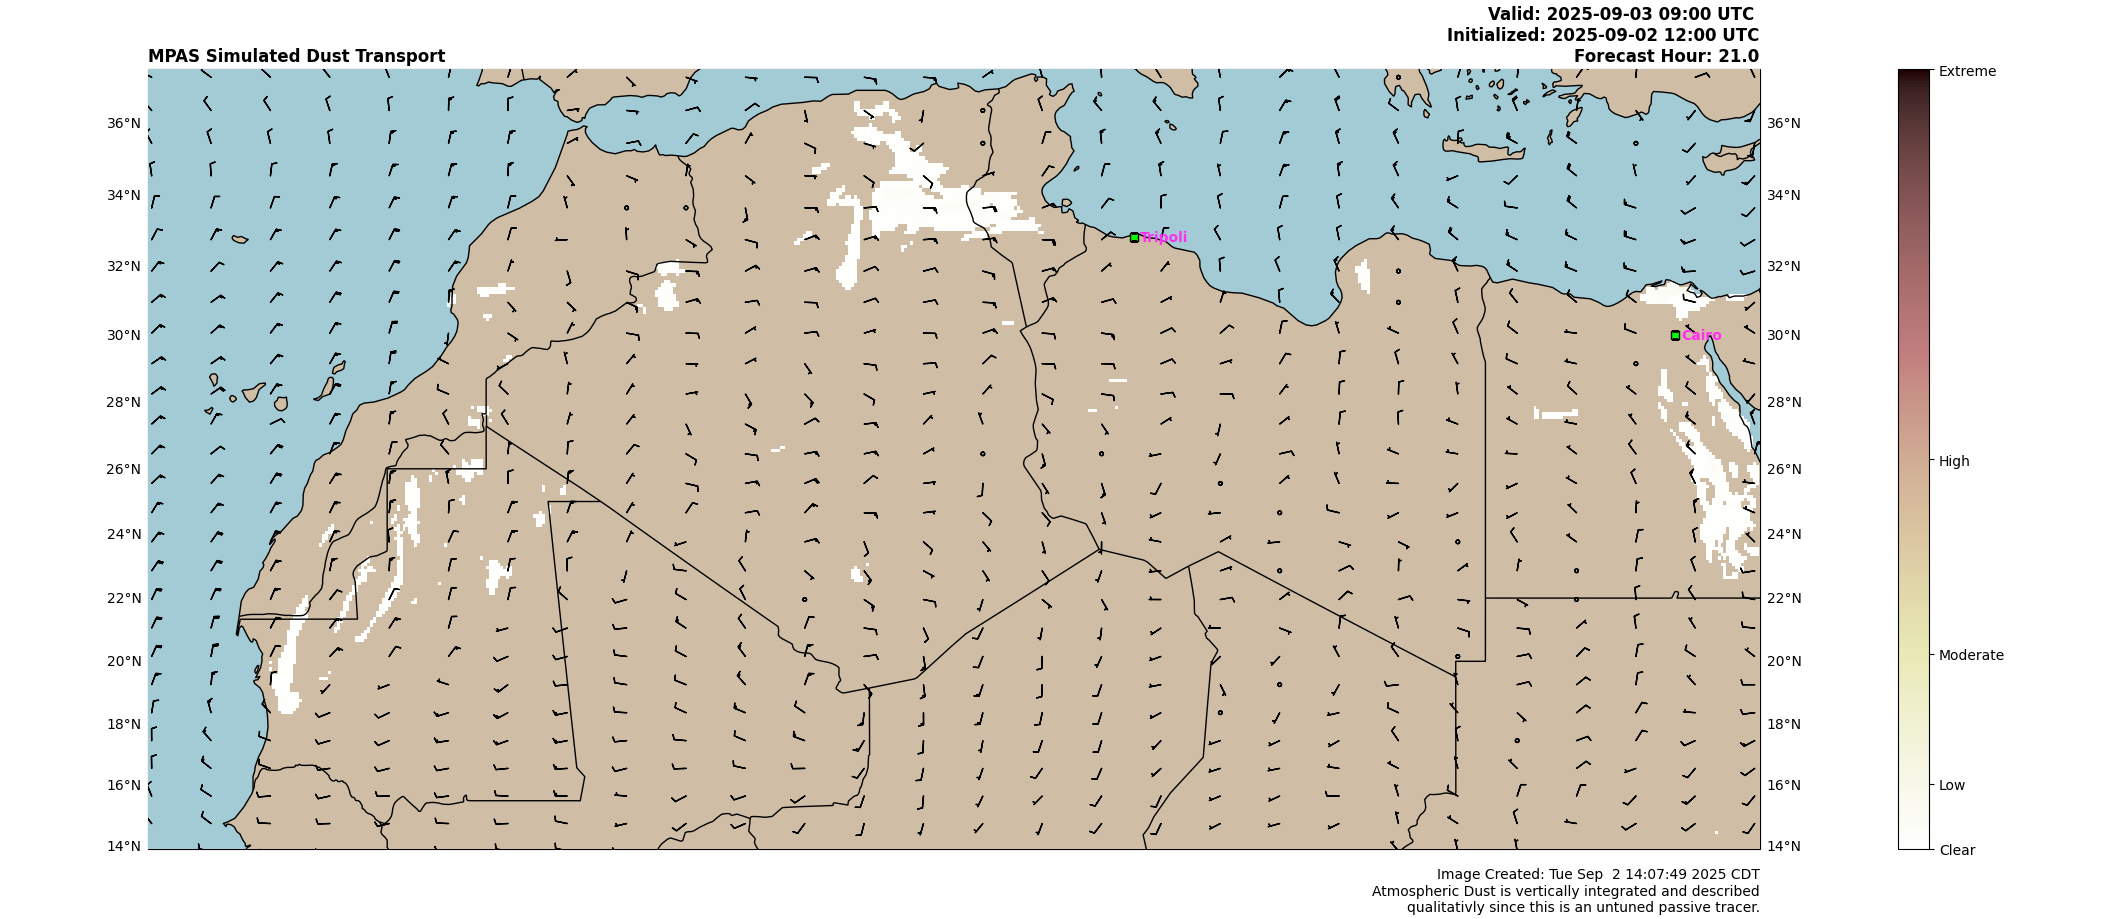 Valid: 2025-09-03 09:00 UTC
Initialized: 2025-09-02 12:00 UTC
MPAS Simulated Dust Transport
Forecast Hour: 21.0
Extreme
36°N
36°N
34°N
34°N
Tripoli
32°N
32°N
30°N
Cairo
30°N
28°N
28°N
High
26°N
26°N
24°N
24°N
22°N
22°N
20°N
20°N
Moderate
18°N
18°N
16°N
16°N
Low
14°N
14°N
Clear
Image Created: Tue Sep  2 14:07:49 2025 CDT
Atmospheric Dust is vertically integrated and described
qualitativly since this is an untuned passive tracer.